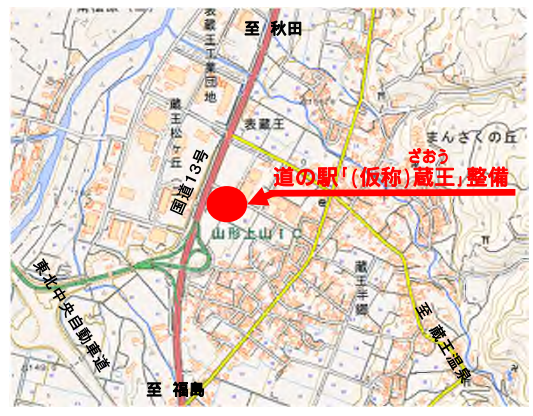 至 秋田
表蔵王工業団地
蔵王松ヶ丘(
表蔵王
まんさくの丘
ざおう
道の駅「(仮称)蔵王」整備
国道13号
山形上山IC
蔵王半郷
東北中央自動車道
至 蔵王温泉
至 福島